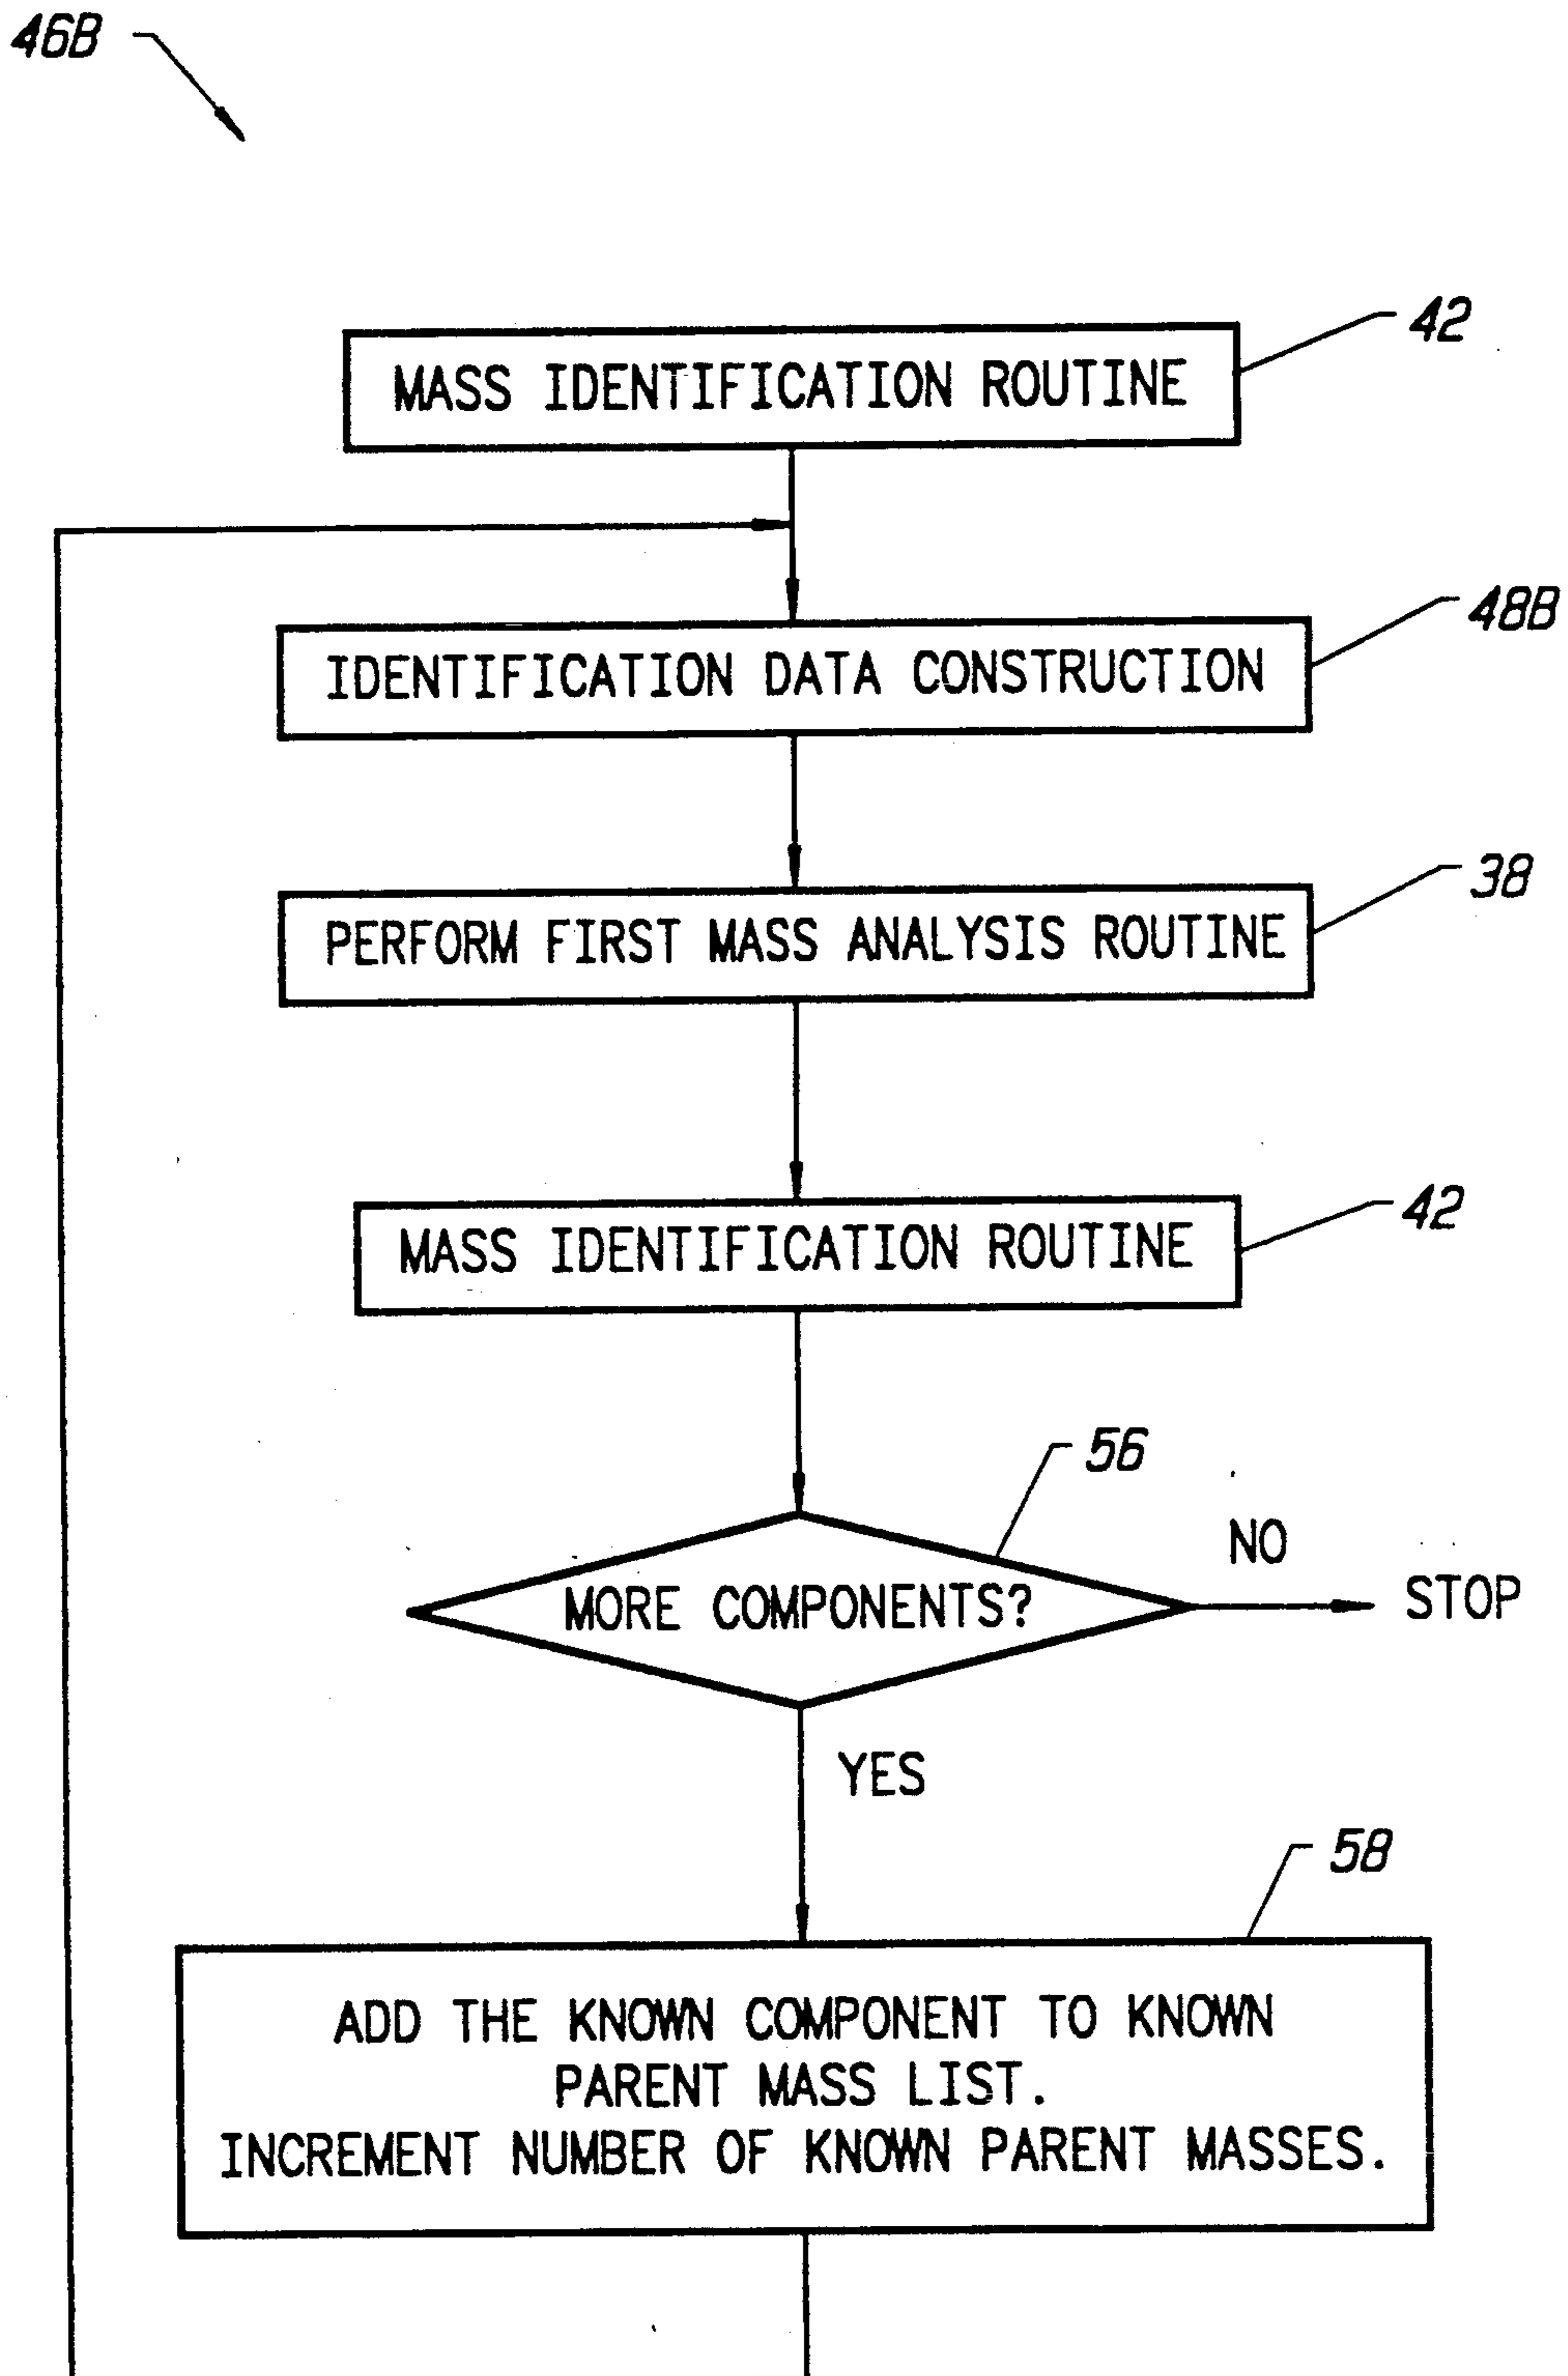 46B
42
MASS IDENTIFICATION ROUTINE
48B
IDENTIFICATION DATA CONSTRUCTION
38
PERFORM FIRST MASS ANALYSIS ROUTINE
42
MASS IDENTIFICATION ROUTINE
56
NO
MORE COMPONENTS?
STOP
YES
58
ADD THE KNOWN COMPONENT TO KNOWN
PARENT MASS LIST.
INCREMENT NUMBER OF KNOWN PARENT MASSES.